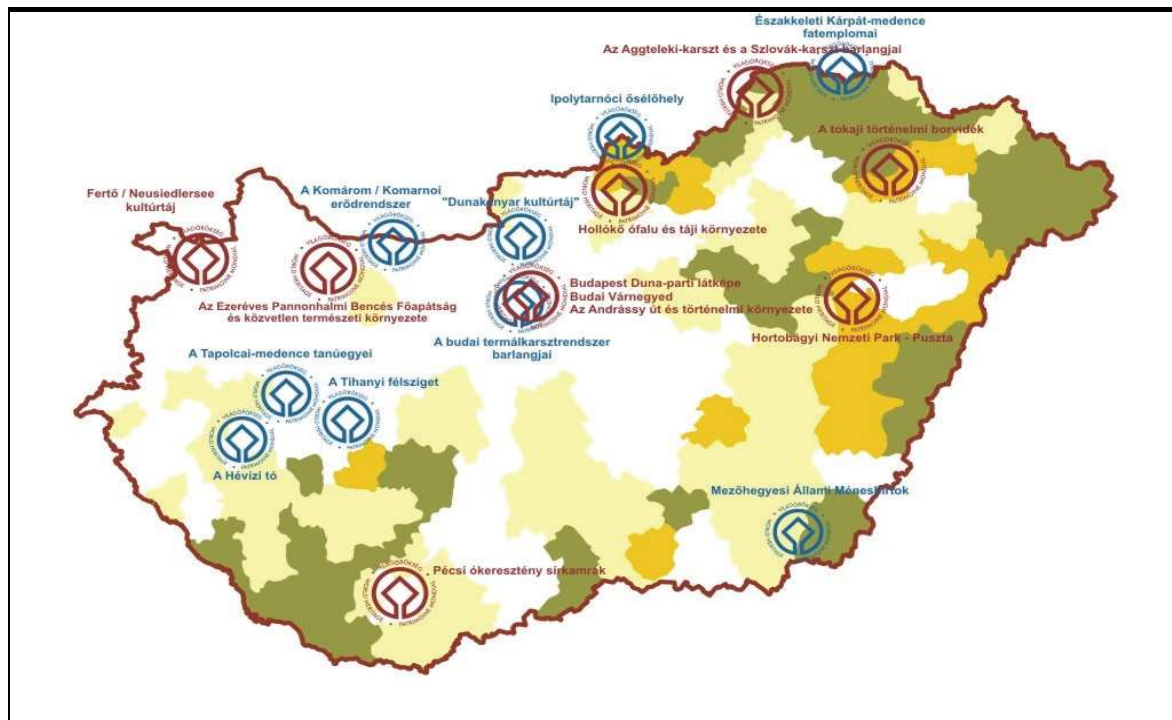 Északkeleti Kárpát-medence
fatemplomai
Az Aggteleki-karszt és a Szlovák-karszt barlangjai
Ipolytarnóci ősélőhely
A tokaji történelmi borvidék
Fertő / Neusiedlersee
kultúrtáj
A Komárom / Komarnoi
erődrendszer
"Dunakanyar kultúrtáj"
Hollókő ófalu és táji környezete
Az Ezeréves Pannonhalmi Bencés Főapátság
és közvetlen természeti környezete
Budapest Duna-parti látképe
Budai Várnegyed
Az Andrássy út és történelmi környezete
A budai termálkarsztrendszer
barlangjai
Hortobágyi Nemzeti Park - Puszta
A Tapolcai-medence tanúegyei
A Tihanyi félsziget
A Hévízi tó
Mezőhegyesi Állami Ménesbirtok
Pécsi ókeresztény sírkamrák